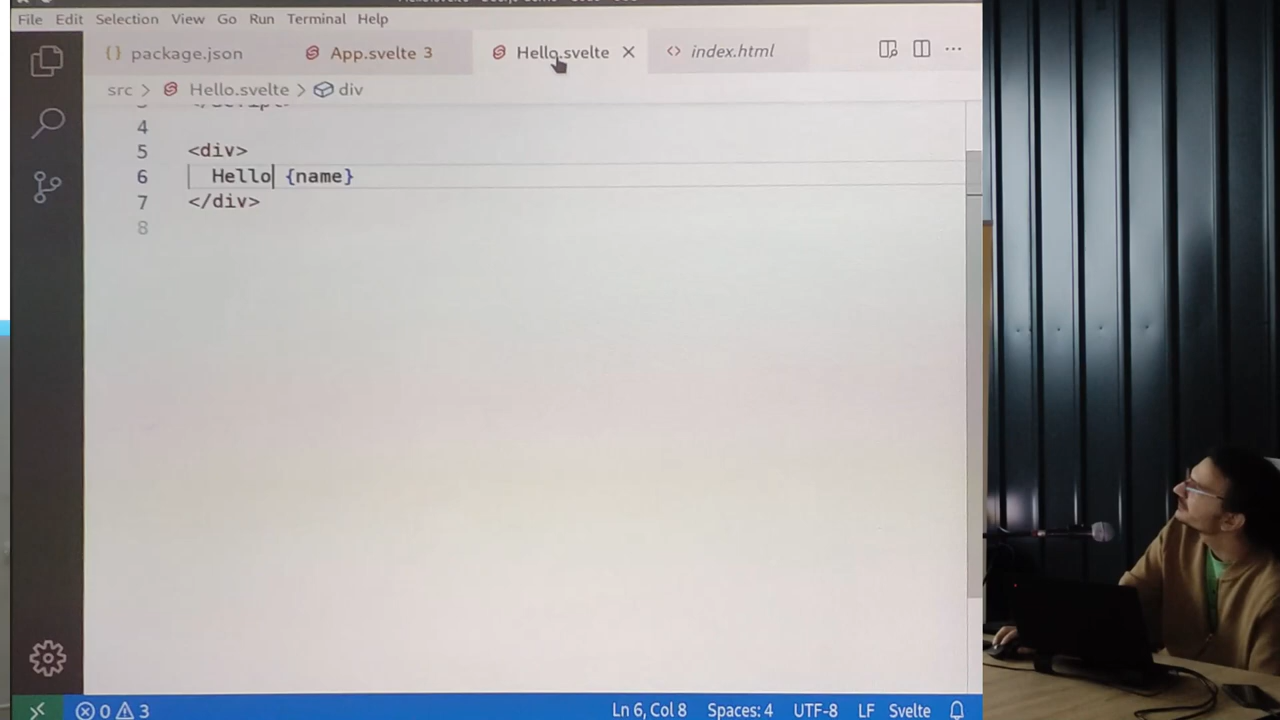 File Edit Selection View Go Run Terminal Help
{} package.json App.svelte 3 Hello.svelte × <> index.html ···
src > Hello.svelte > div
4
5 <div>
6 Hello {name}
7 </div>
8
0 3 Ln 6, Col 8 Spaces: 4 UTF-8 LF Svelte